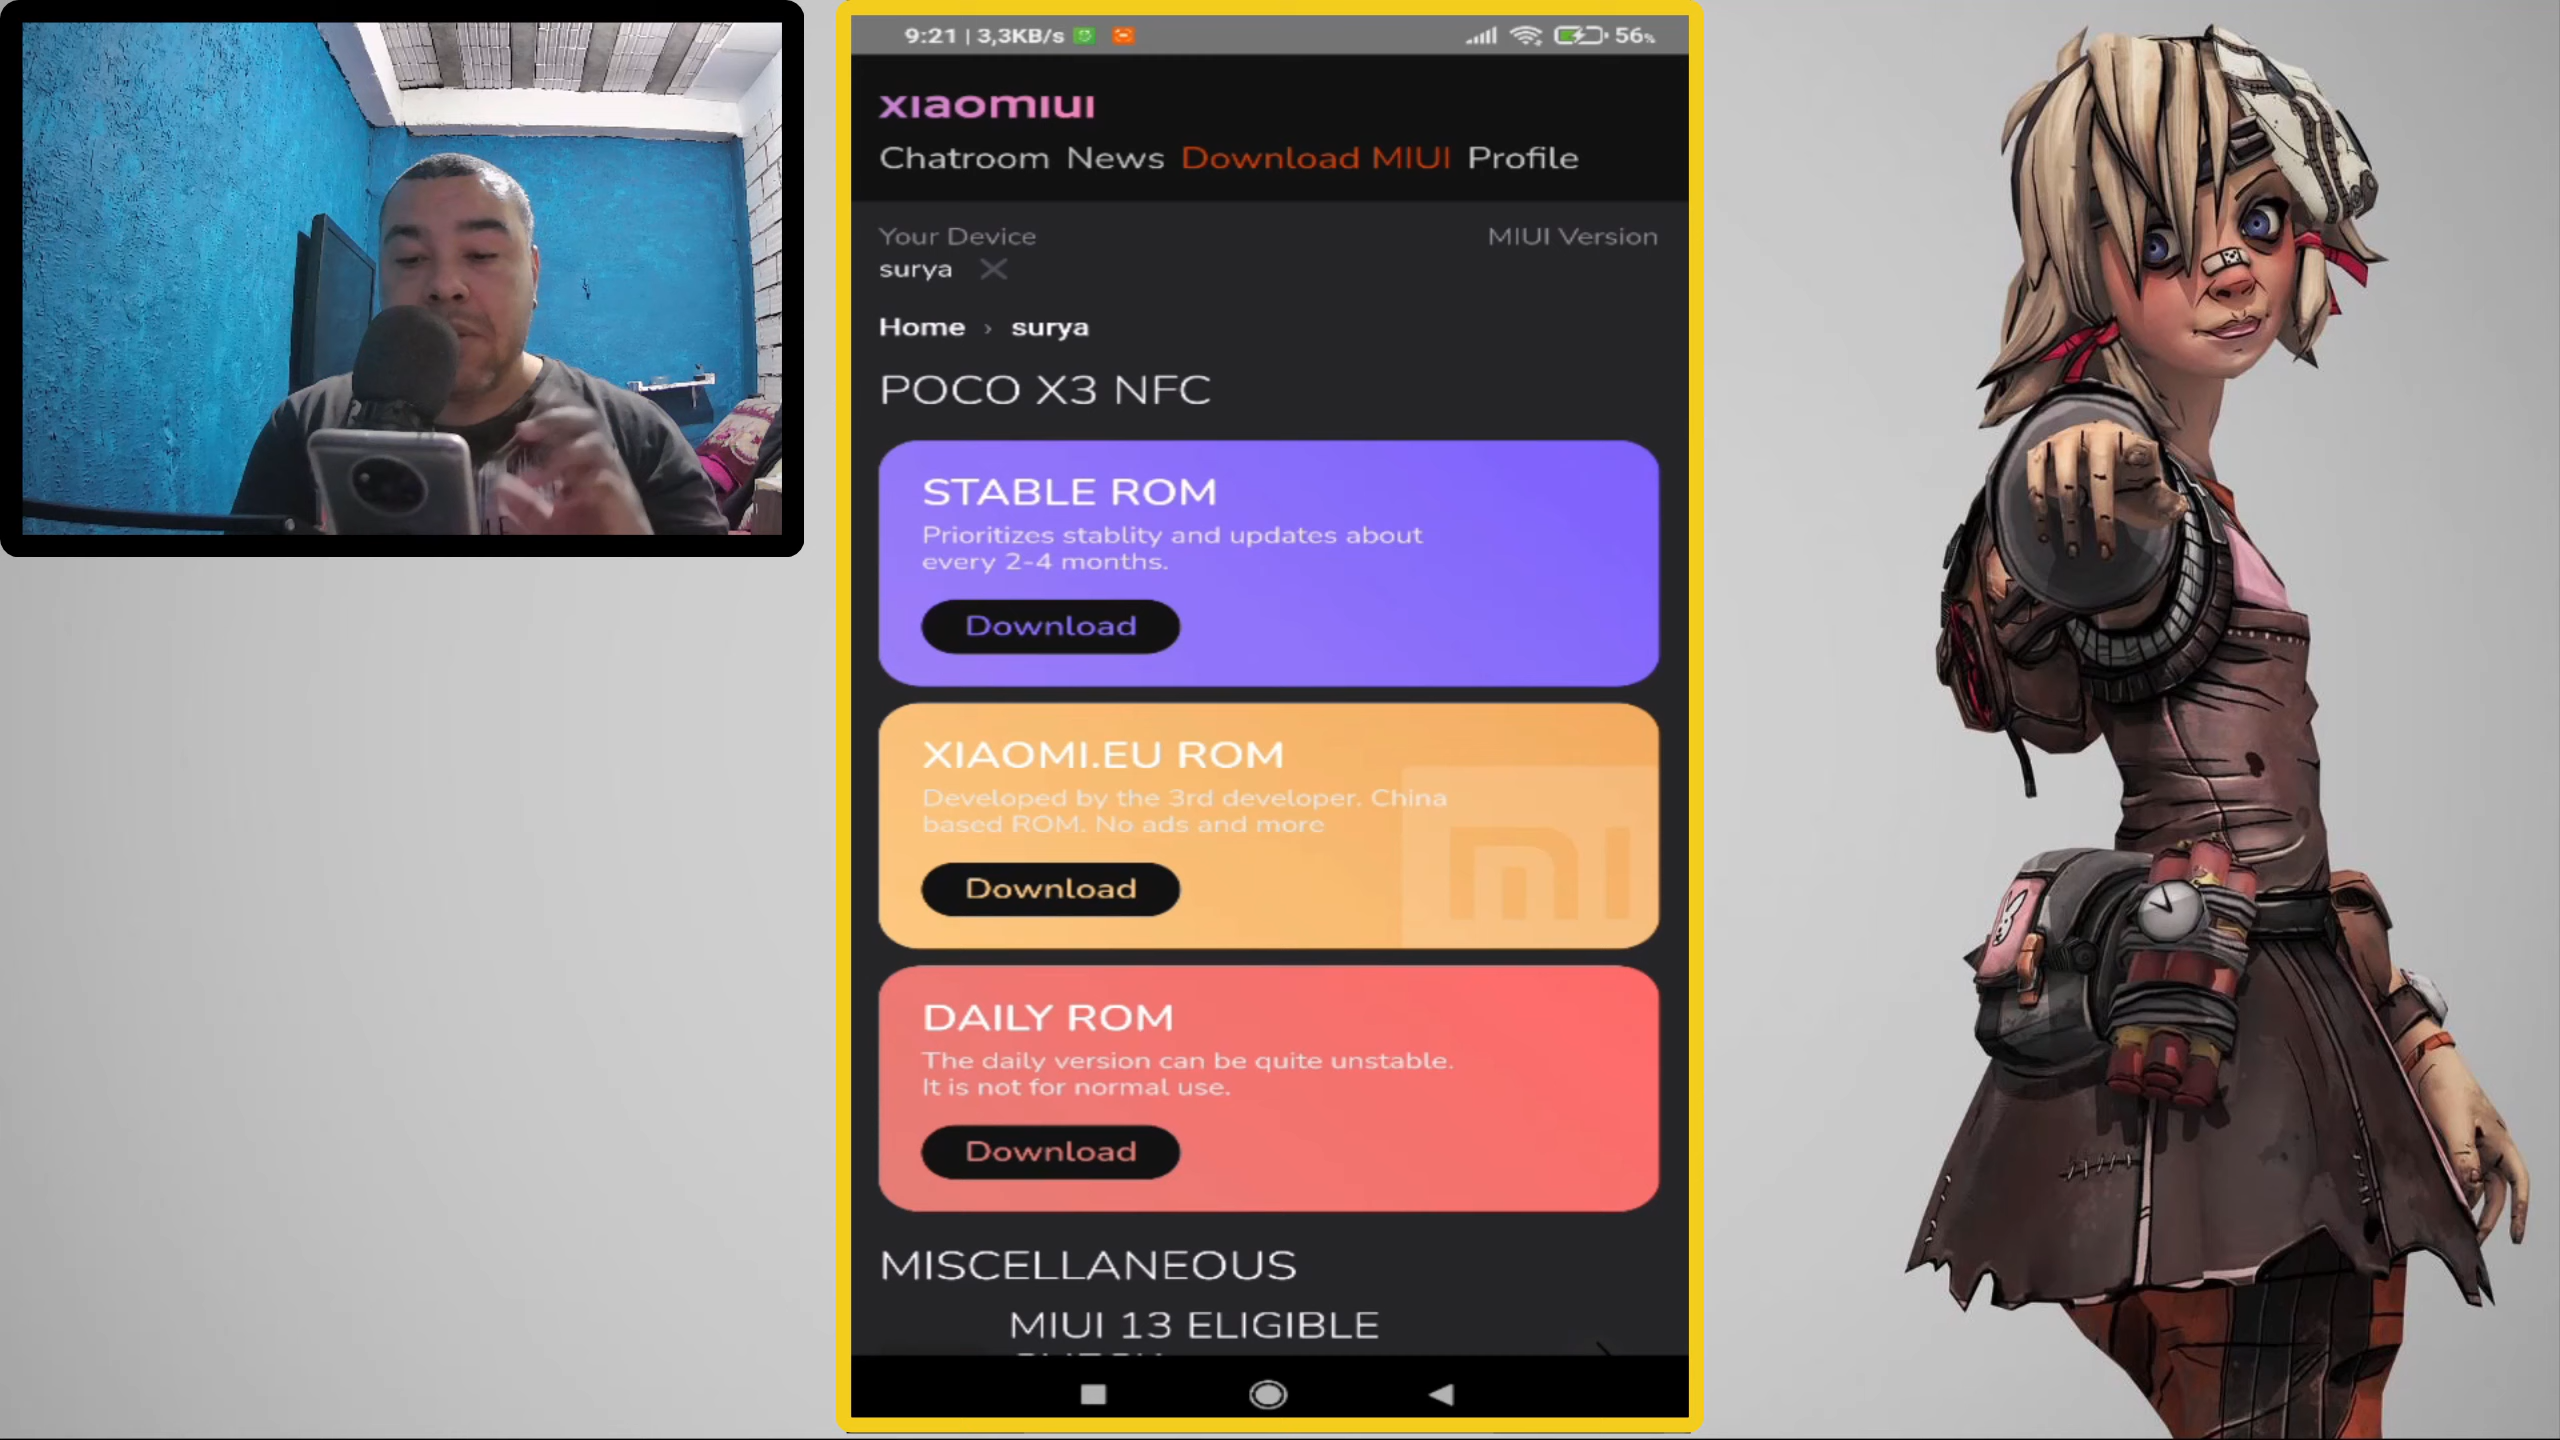 9:21 | 3,3KB/s
56%
xiaomiui
Chatroom News Download MIUI Profile
Your Device
MIUI Version
surya
Home › surya
POCO X3 NFC
STABLE ROM
Prioritizes stablity and updates about
every 2-4 months.
Download
XIAOMI.EU ROM
Developed by the 3rd developer. China
based ROM. No ads and more
Download
DAILY ROM
The daily version can be quite unstable.
It is not for normal use.
Download
MISCELLANEOUS
MIUI 13 ELIGIBLE